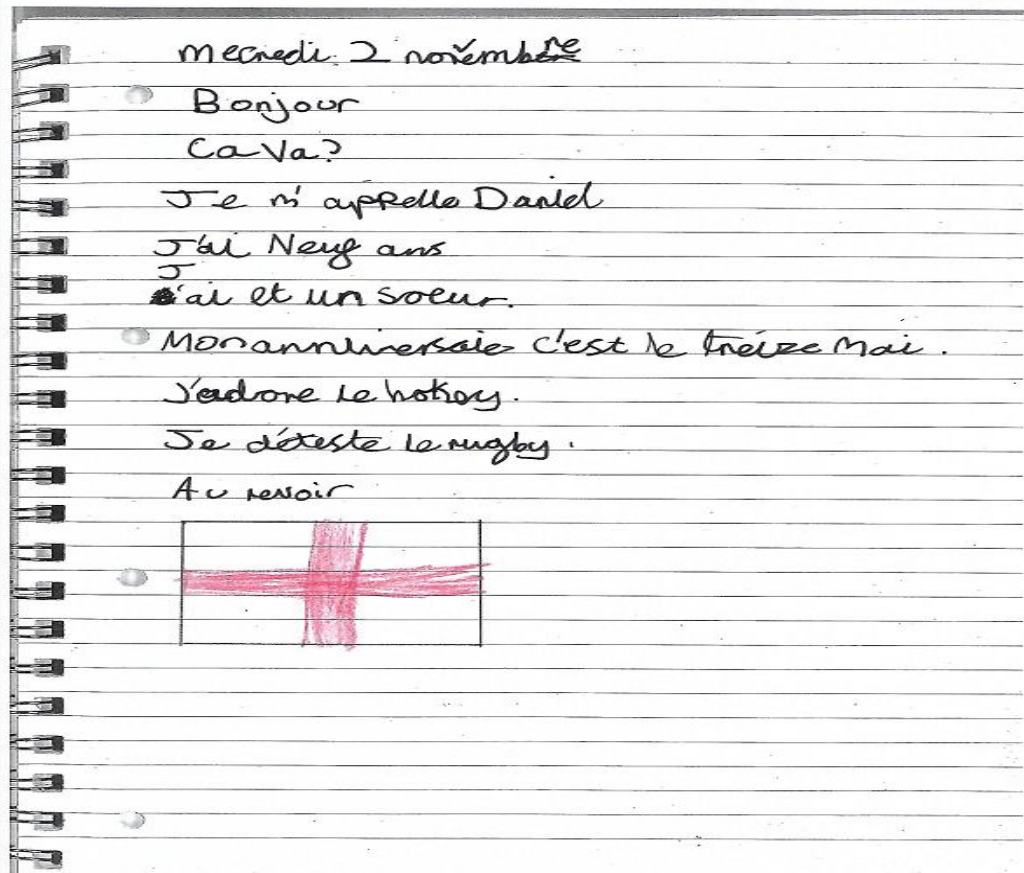 Mecredi 2 novembre
Bonjour
Ca Va?
Je m'appelle Daniel
J'ai Neuf ans
J'ai et un soeur.
Mon anniversaie c'est le treize Mai.
J'adore le hokey.
Je déteste le rugby.
Au revoir